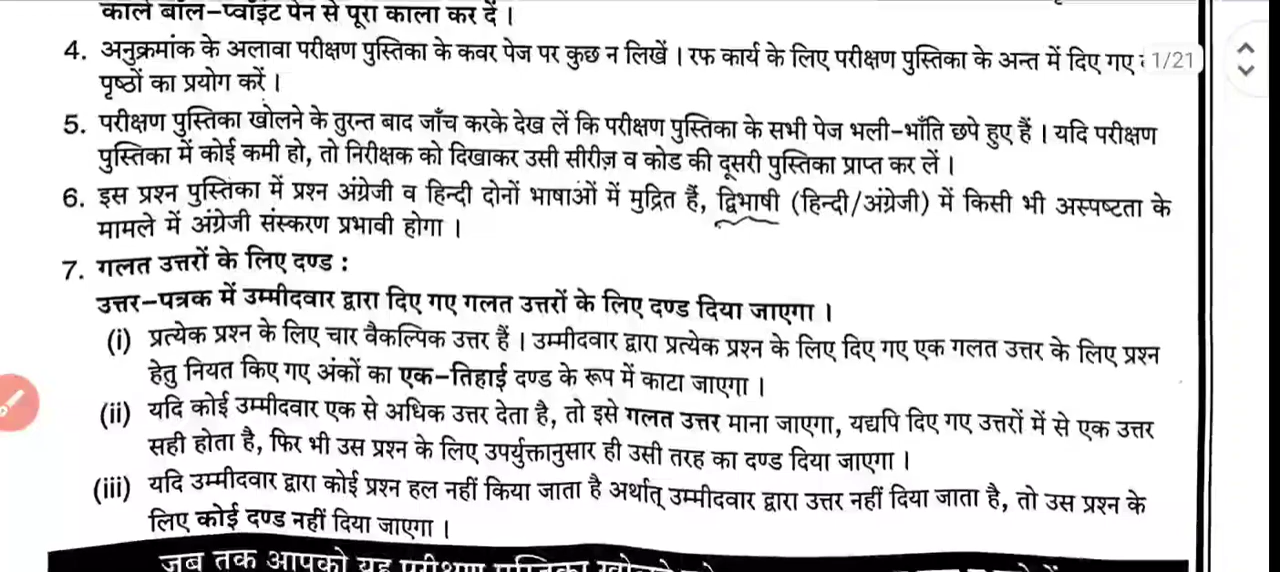 काले बॉल-प्वाइंट पेन से पूरा काला कर दें ।
4. अनुक्रमांक के अलावा परीक्षण पुस्तिका के कवर पेज पर कुछ न लिखें । रफ कार्य के लिए परीक्षण पुस्तिका के अन्त में दिए गए
1/21
पृष्ठों का प्रयोग करें ।
5. परीक्षण पुस्तिका खोलने के तुरन्त बाद जाँच करके देख लें कि परीक्षण पुस्तिका के सभी पेज भली-भाँति छपे हुए हैं । यदि परीक्षण
पुस्तिका में कोई कमी हो, तो निरीक्षक को दिखाकर उसी सीरीज़ व कोड की दूसरी पुस्तिका प्राप्त कर लें ।
6. इस प्रश्न पुस्तिका में प्रश्न अंग्रेजी व हिन्दी दोनों भाषाओं में मुद्रित हैं, द्विभाषी (हिन्दी/अंग्रेजी) में किसी भी अस्पष्टता के
मामले में अंग्रेजी संस्करण प्रभावी होगा ।
7. गलत उत्तरों के लिए दण्ड :
उत्तर-पत्रक में उम्मीदवार द्वारा दिए गए गलत उत्तरों के लिए दण्ड दिया जाएगा ।
(i) प्रत्येक प्रश्न के लिए चार वैकल्पिक उत्तर हैं । उम्मीदवार द्वारा प्रत्येक प्रश्न के लिए दिए गए एक गलत उत्तर के लिए प्रश्न
हेतु नियत किए गए अंकों का एक-तिहाई दण्ड के रूप में काटा जाएगा ।
(ii) यदि कोई उम्मीदवार एक से अधिक उत्तर देता है, तो इसे गलत उत्तर माना जाएगा, यद्यपि दिए गए उत्तरों में से एक उत्तर
सही होता है, फिर भी उस प्रश्न के लिए उपर्युक्तानुसार ही उसी तरह का दण्ड दिया जाएगा ।
(iii) यदि उम्मीदवार द्वारा कोई प्रश्न हल नहीं किया जाता है अर्थात् उम्मीदवार द्वारा उत्तर नहीं दिया जाता है, तो उस प्रश्न के
लिए कोई दण्ड नहीं दिया जाएगा ।
जब तक आपको यह परीक्षण पुस्तिका